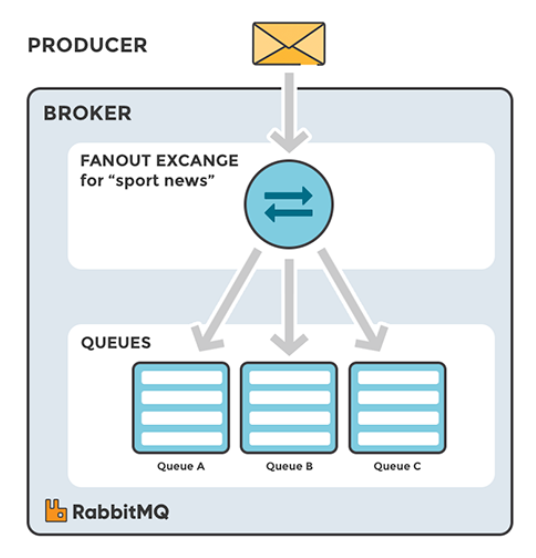 PRODUCER
BROKER
FANOUT EXCANGE
for “sport news”
QUEUES
Queue A
Queue B
Queue C
RabbitMQ